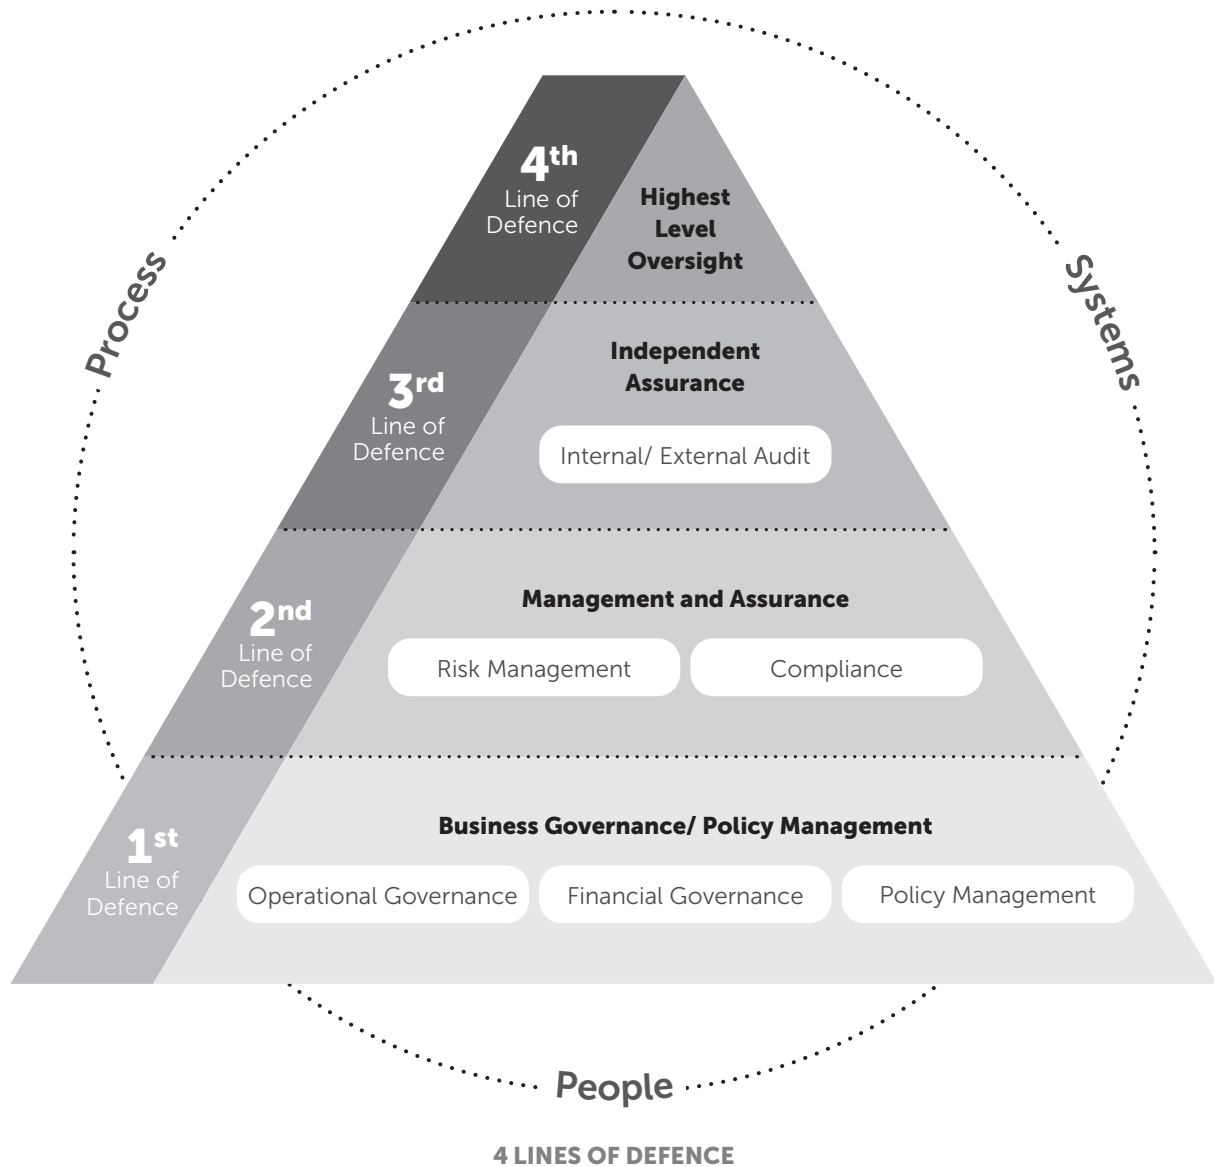 4th
Line of
Defence
Highest
Level
Oversight
Process
Systems
3rd
Line of
Defence
Independent
Assurance
Internal/ External Audit
2nd
Line of
Defence
Management and Assurance
Risk Management
Compliance
1st
Line of
Defence
Business Governance/ Policy Management
Operational Governance
Financial Governance
Policy Management
People
4 LINES OF DEFENCE